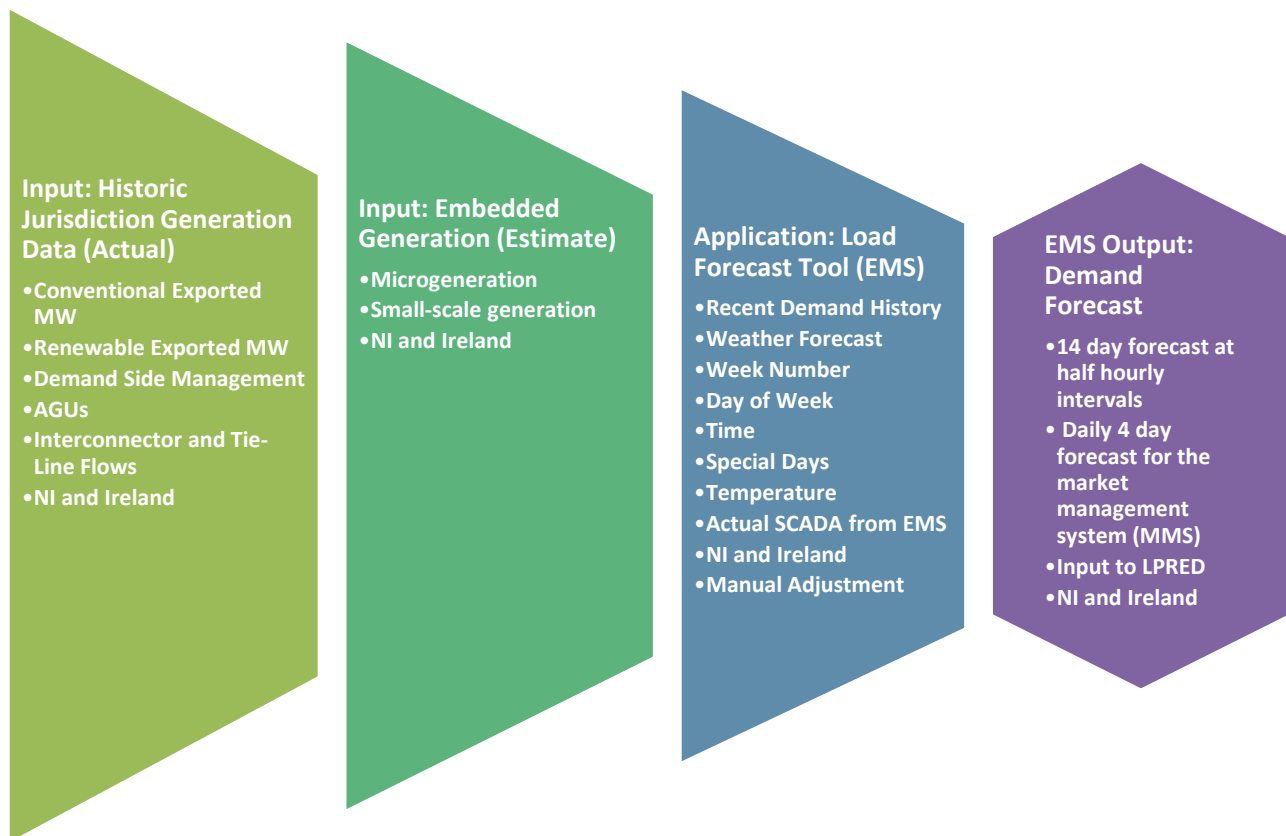 Input: Historic
Jurisdiction Generation
Data (Actual)
•Conventional Exported
MW
•Renewable Exported MW
•Demand Side Management
•AGUs
•Interconnector and Tie-
Line Flows
•NI and Ireland
Input: Embedded
Generation (Estimate)
•Microgeneration
•Small-scale generation
•NI and Ireland
Application: Load
Forecast Tool (EMS)
•Recent Demand History
•Weather Forecast
•Week Number
•Day of Week
•Time
•Special Days
•Temperature
•Actual SCADA from EMS
•NI and Ireland
•Manual Adjustment
EMS Output:
Demand
Forecast
•14 day forecast at
half hourly
intervals
• Daily 4 day
forecast for the
market
management
system (MMS)
•Input to LPRED
•NI and Ireland